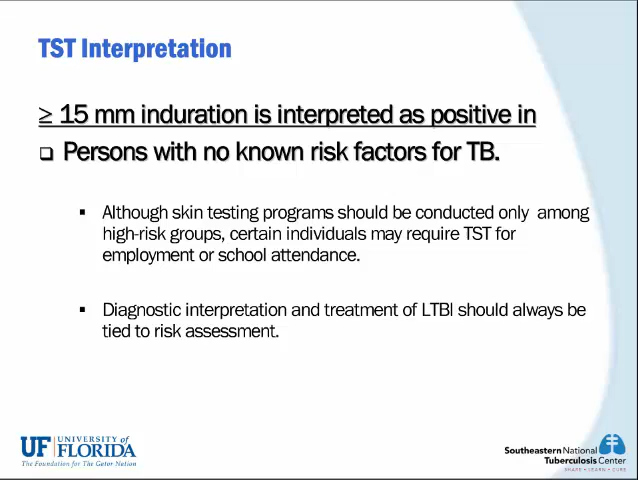 TST Interpretation
≥ 15 mm induration is interpreted as positive in
❑ Persons with no known risk factors for TB.
▪ Although skin testing programs should be conducted only among
high-risk groups, certain individuals may require TST for
employment or school attendance.
▪ Diagnostic interpretation and treatment of LTBI should always be
tied to risk assessment.
UF UNIVERSITY of
FLORIDA
The Foundation for The Gator Nation
Southeastern National
Tuberculosis Center
SHARE • LEARN • CURE